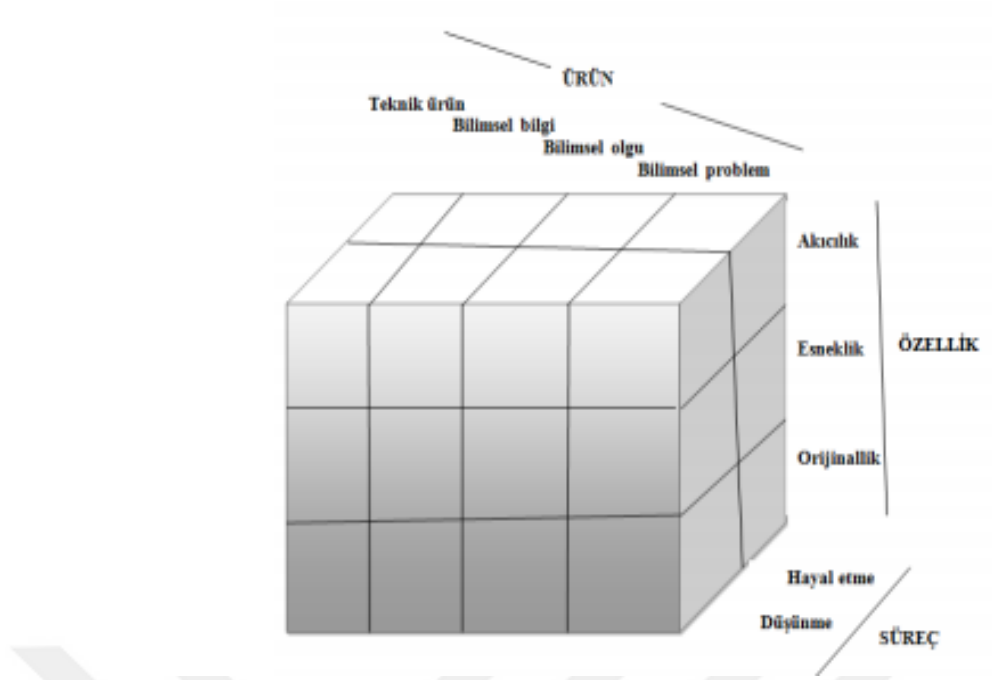 ÜRÜN
Teknik ürün
Bilimsel bilgi
Bilimsel olgu
Bilimsel problem
Akıcılık
Esneklik
ÖZELLİK
Orijinallik
Hayal etme
Düşünme
SÜREÇ